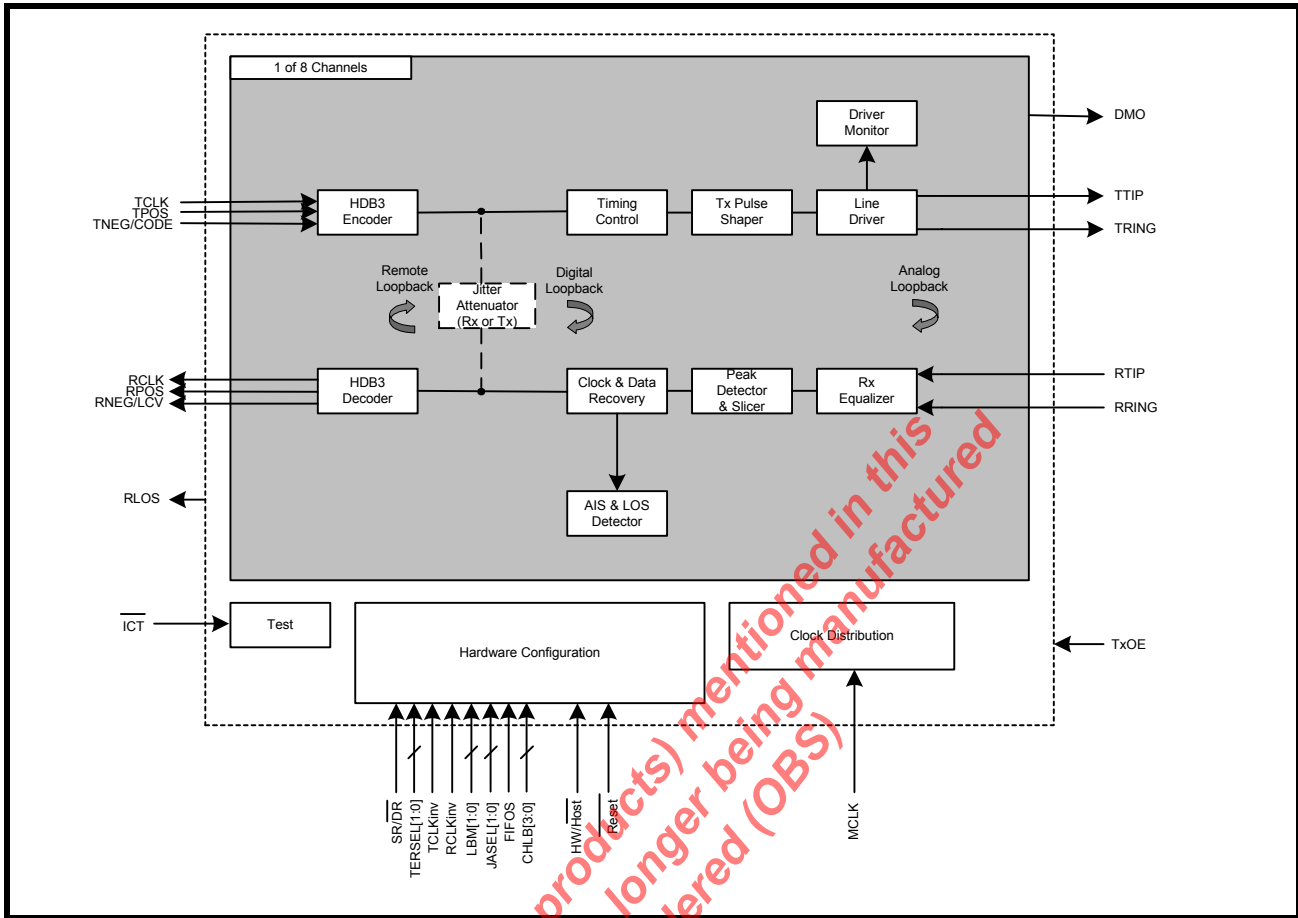 1 of 8 Channels
Driver
Monitor
DMO
TCLK
TPOS
TNEG/CODE
HDB3
Encoder
Timing
Control
Tx Pulse
Shaper
Line
Driver
TTIP
TRING
Remote
Loopback
Jitter
Attenuator
(Rx or Tx)
Digital
Loopback
Analog
Loopback
RCLK
RPOS
RNEG/LCV
HDB3
Decoder
Clock & Data
Recovery
Peak
Detector
& Slicer
Rx
Equalizer
RTIP
RRING
RLOS
AIS & LOS
Detector
ICT
Test
Hardware Configuration
Clock Distribution
TxOE
SR/DR
TERSEL[1:0]
TCLKinv
RCLKinv
LBM[1:0]
JASEL[1:0]
FIFOS
CHLB[3:0]
HW/Host
Reset
MCLK
products) mentioned in this
longer being manufactured
dered (OBS)